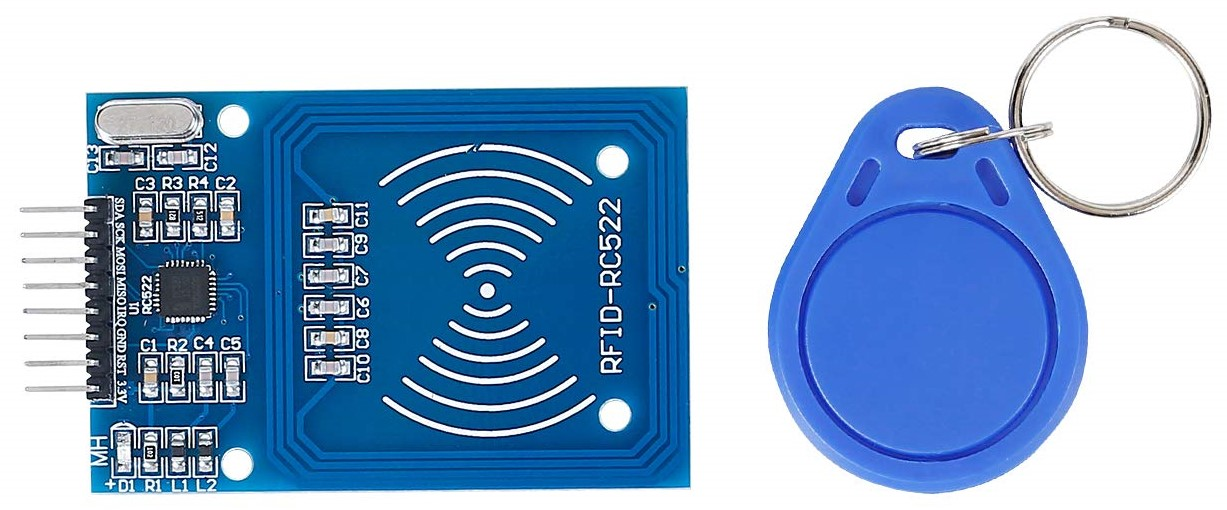 C13
C12
C3 R3 R4 C2
SDA SCK MOSI MISO IRQ GND RST 3.3V
U1
RC522
C1 R2 C4 C5
MH
+D1 R1 L1 L2
C11
C9
C7
C6
C8
C10
RFID-RC522